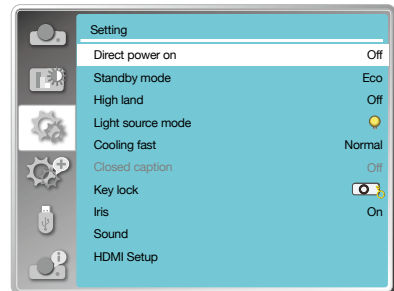 Setting
Direct power on Off
Standby mode Eco
High land Off
Light source mode
Cooling fast Normal
Closed caption Off
Key lock
Iris On
Sound
HDMI Setup